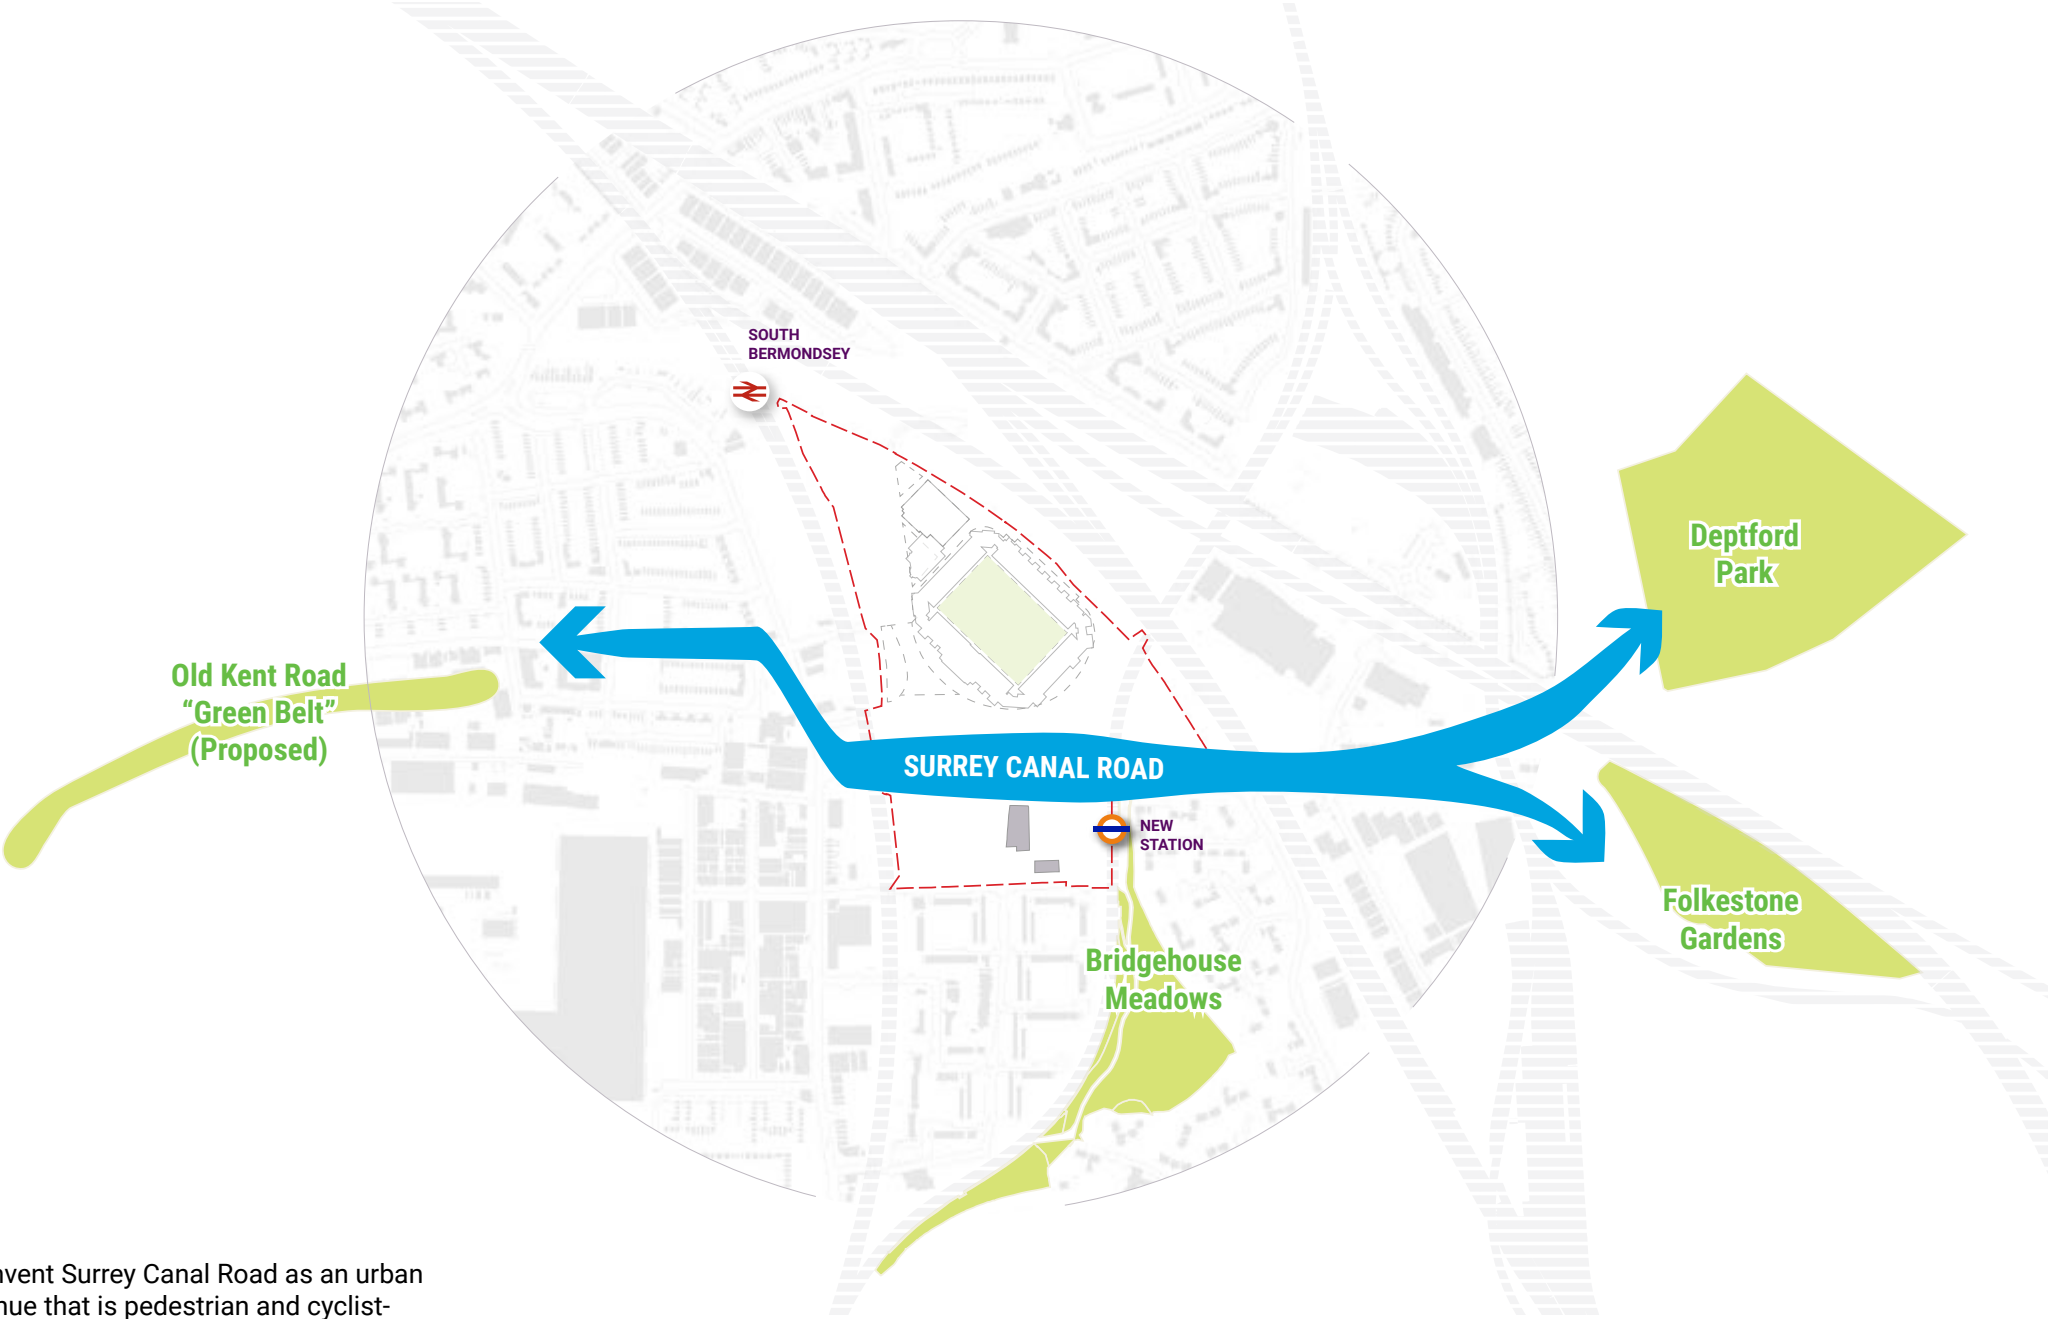 SOUTH
BERMONDSEY
Deptford
Park
Old Kent Road
“Green Belt”
(Proposed)
SURREY CANAL ROAD
NEW
STATION
Folkestone
Gardens
Bridgehouse
Meadows
nvent Surrey Canal Road as an urban
nue that is pedestrian and cyclist-